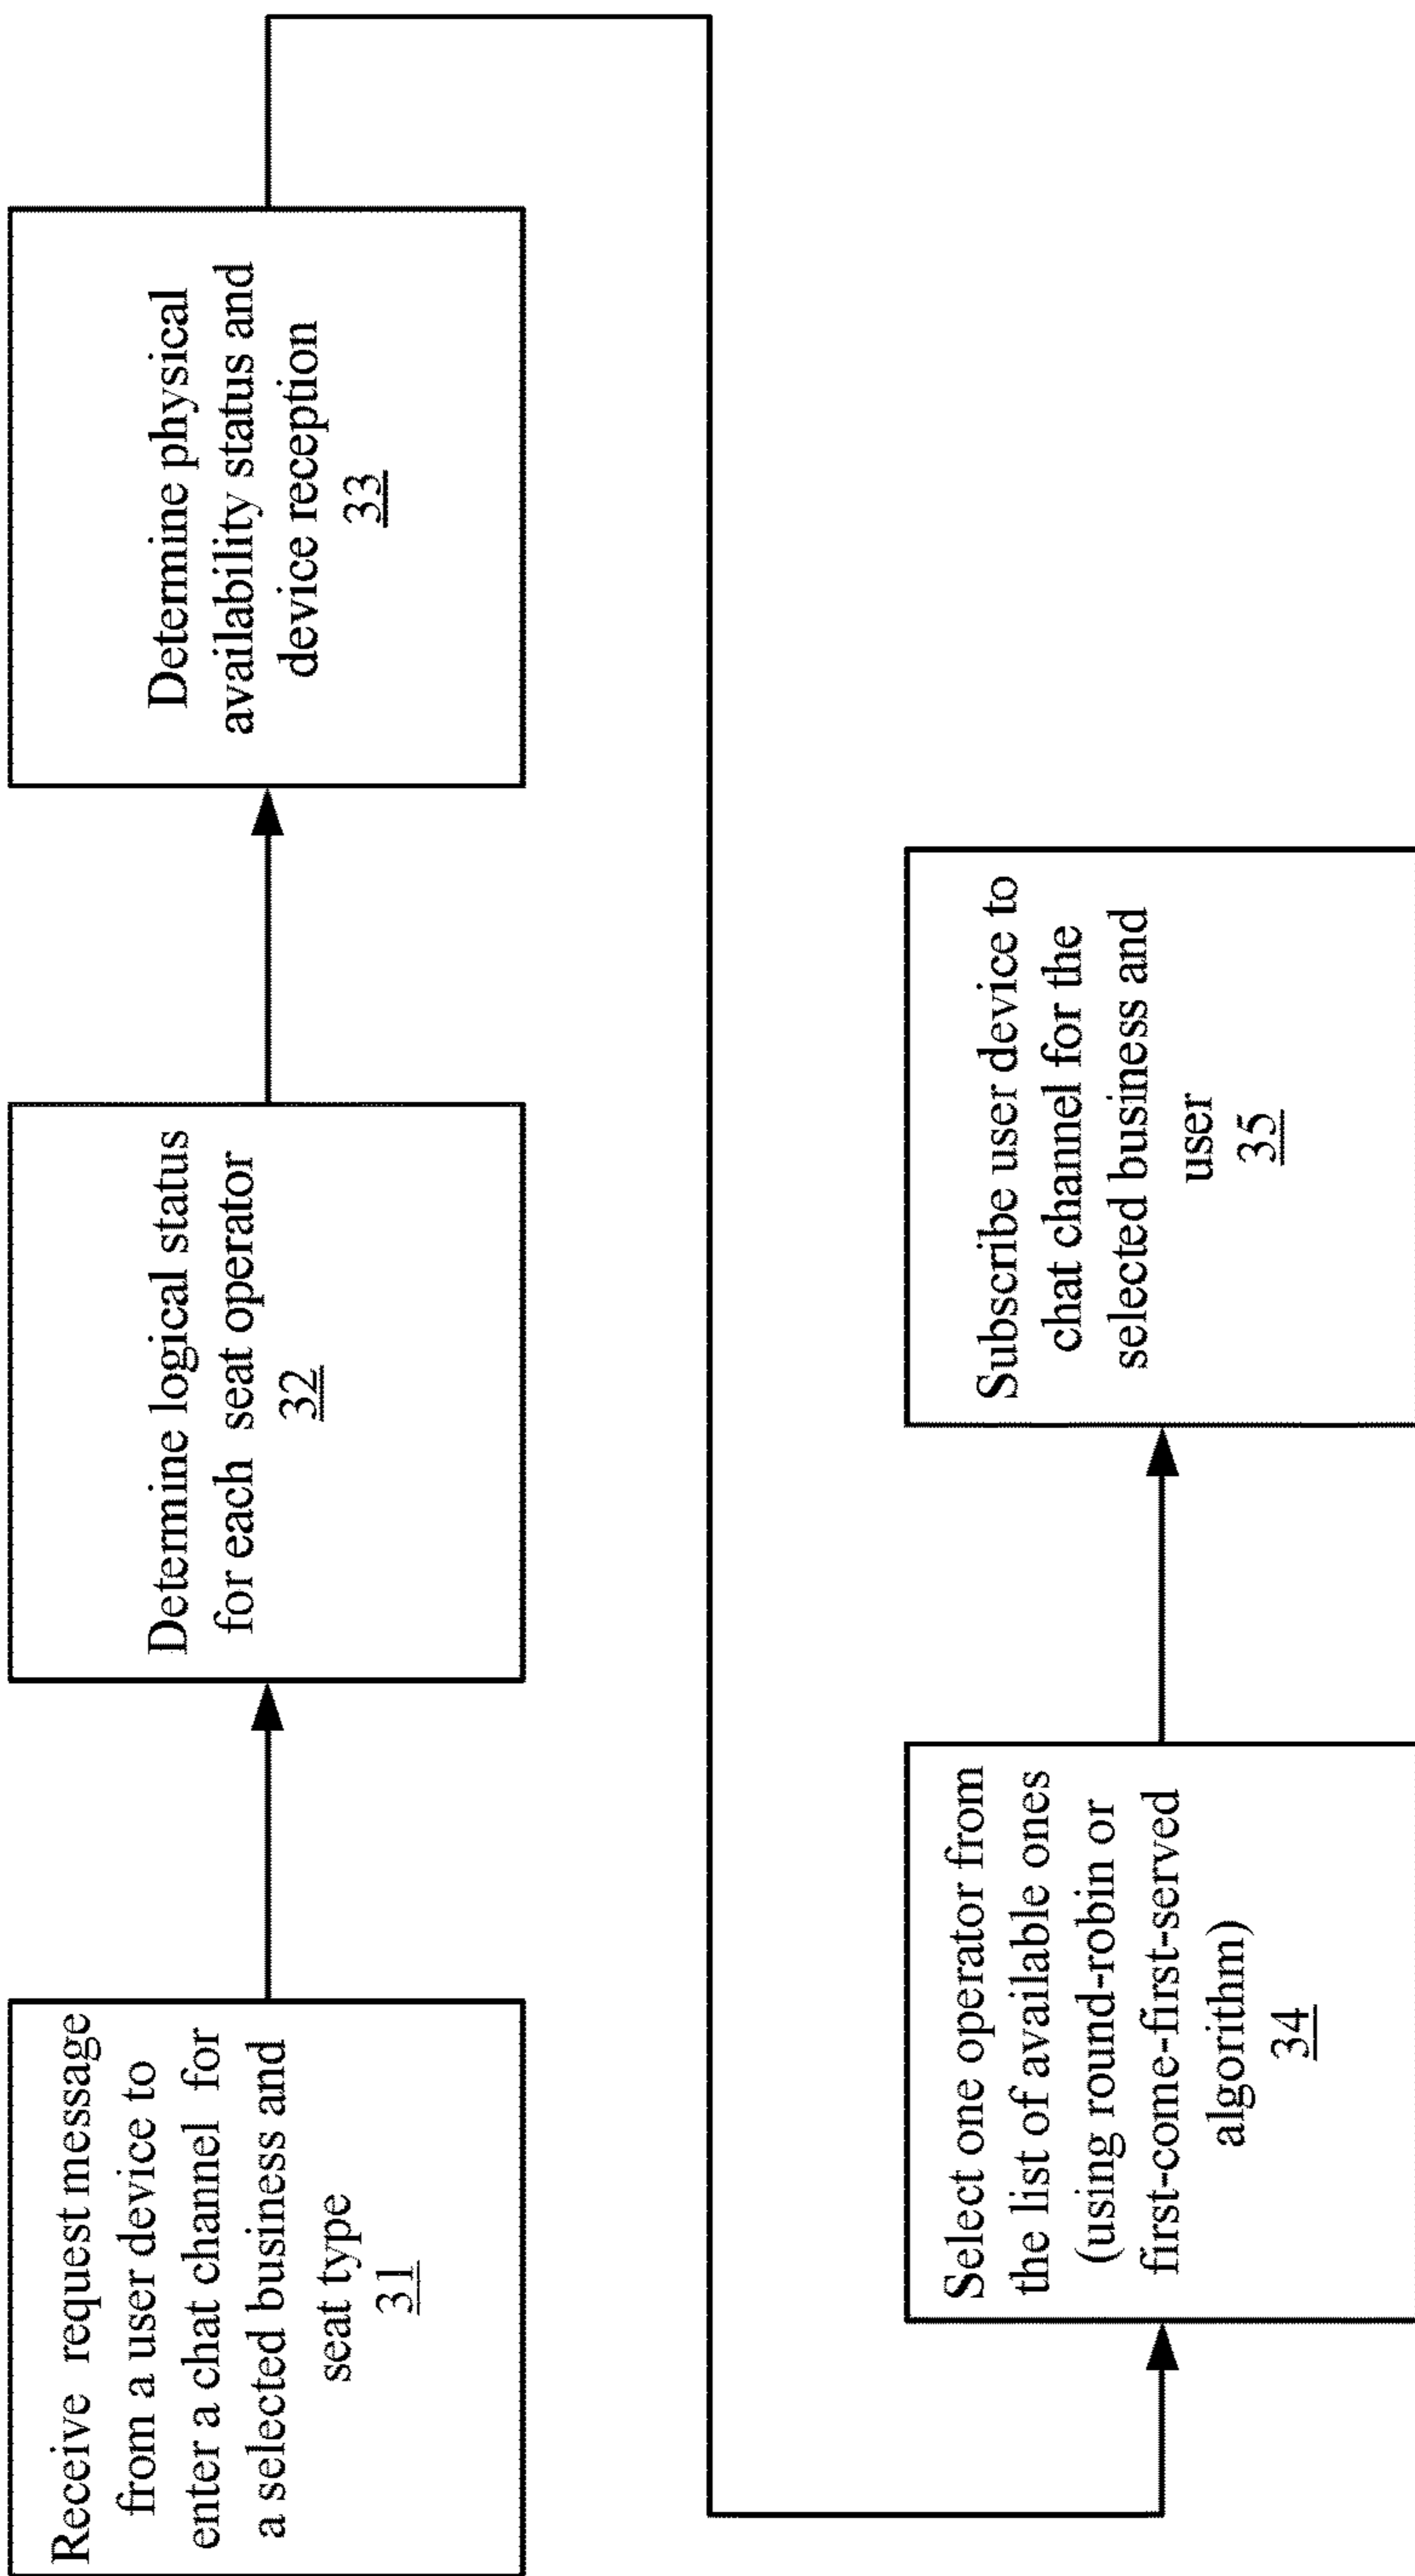 Receive request message
from a user device to
enter a chat channel for
a selected business and
seat type
31
Determine logical status
for each seat operator
32
Determine physical
availability status and
device reception
33
Select one operator from
the list of available ones
(using round-robin or
first-come-first-served
algorithm)
34
Subscribe user device to
chat channel for the
selected business and
user
35